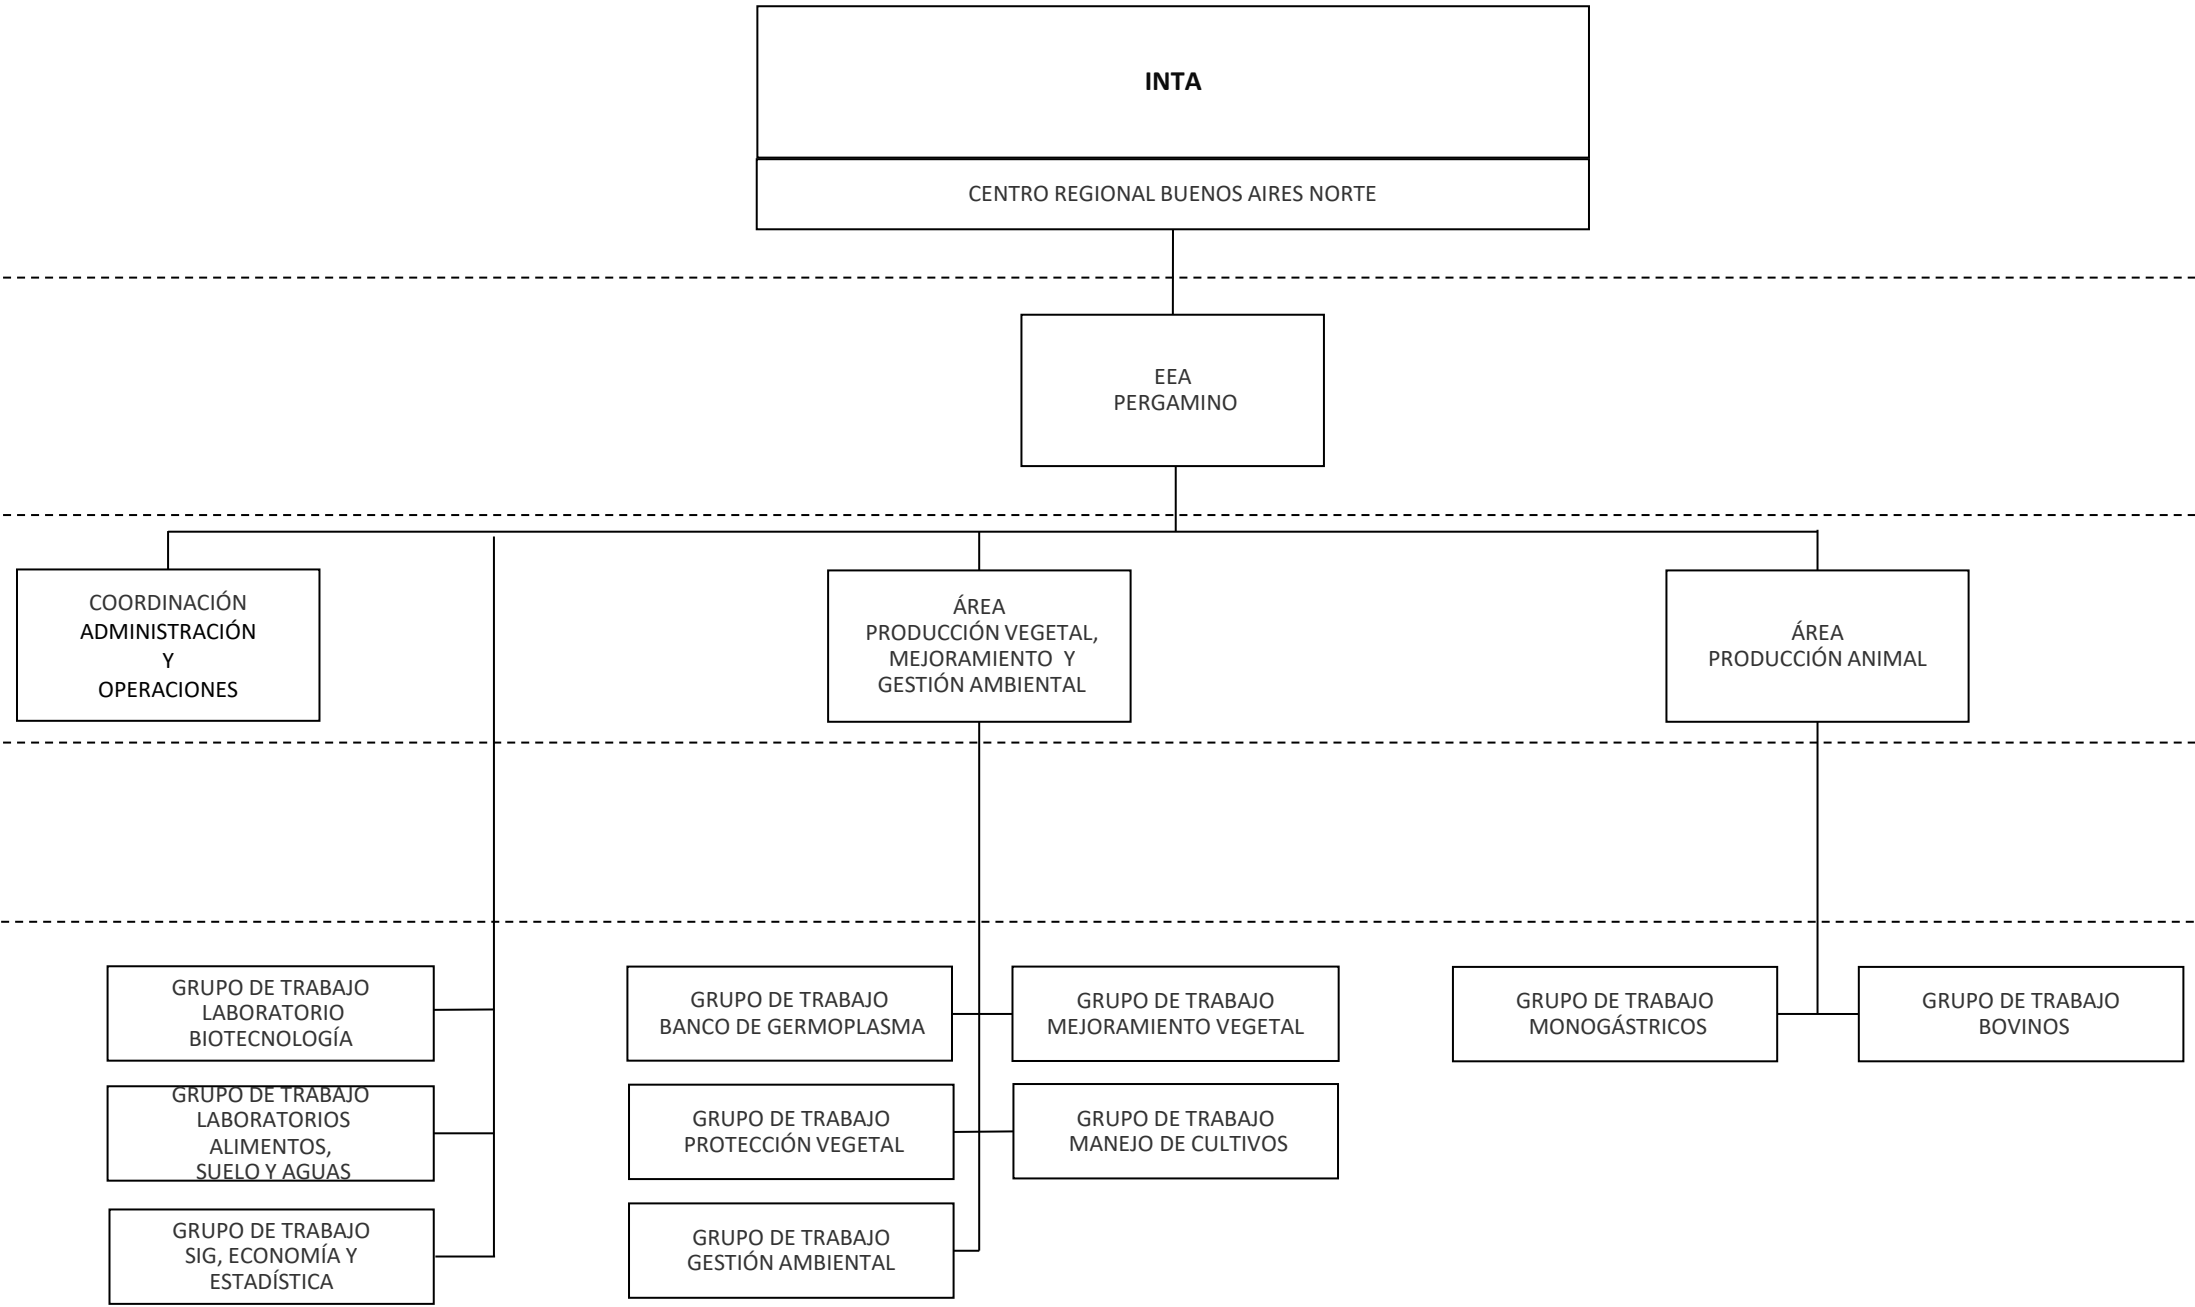 INTA
CENTRO REGIONAL BUENOS AIRES NORTE
EEA
PERGAMINO
COORDINACIÓN
ADMINISTRACIÓN
Y
OPERACIONES
ÁREA
PRODUCCIÓN VEGETAL,
MEJORAMIENTO Y
GESTIÓN AMBIENTAL
ÁREA
PRODUCCIÓN ANIMAL
GRUPO DE TRABAJO
LABORATORIO
BIOTECNOLOGÍA
GRUPO DE TRABAJO
BANCO DE GERMOPLASMA
GRUPO DE TRABAJO
MEJORAMIENTO VEGETAL
GRUPO DE TRABAJO
MONOGÁSTRICOS
GRUPO DE TRABAJO
BOVINOS
GRUPO DE TRABAJO
LABORATORIOS
ALIMENTOS,
SUELO Y AGUAS
GRUPO DE TRABAJO
PROTECCIÓN VEGETAL
GRUPO DE TRABAJO
MANEJO DE CULTIVOS
GRUPO DE TRABAJO
SIG, ECONOMÍA Y
ESTADÍSTICA
GRUPO DE TRABAJO
GESTIÓN AMBIENTAL